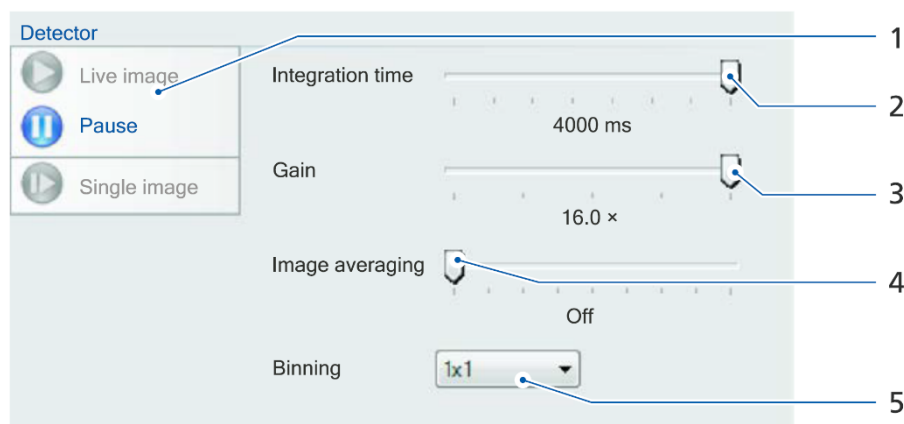 Detector
1
Live image
Integration time
2
Pause
4000 ms
Gain
Single image
3
16.0 ×
Image averaging
4
Off
Binning
1x1
5